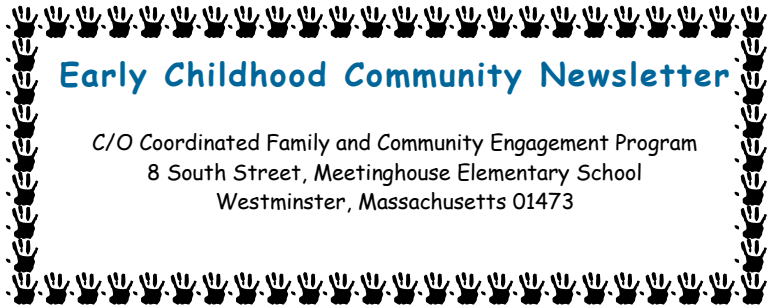 Early Childhood Community Newsletter
C/O Coordinated Family and Community Engagement Program
8 South Street, Meetinghouse Elementary School
Westminster, Massachusetts 01473